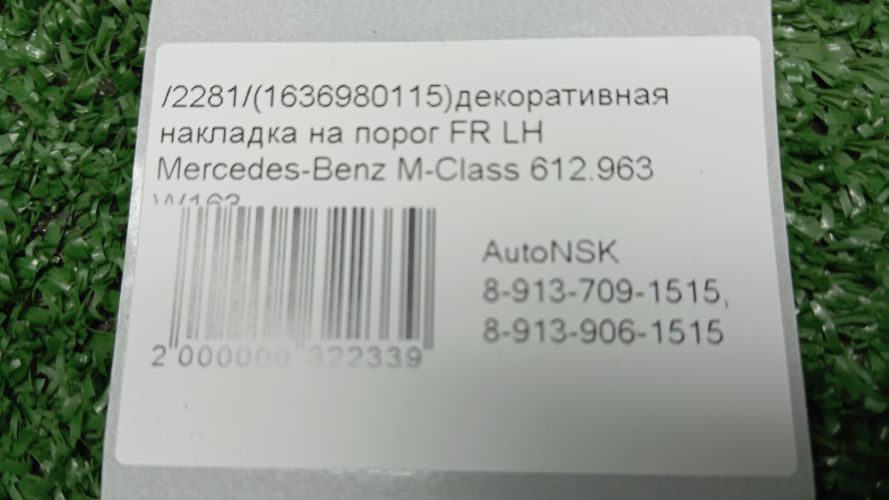 /2281/(1636980115)декоративная
накладка на порог FR LH
Mercedes-Benz M-Class 612.963
W163
AutoNSK
8-913-709-1515,
8-913-906-1515
2 000000 322339